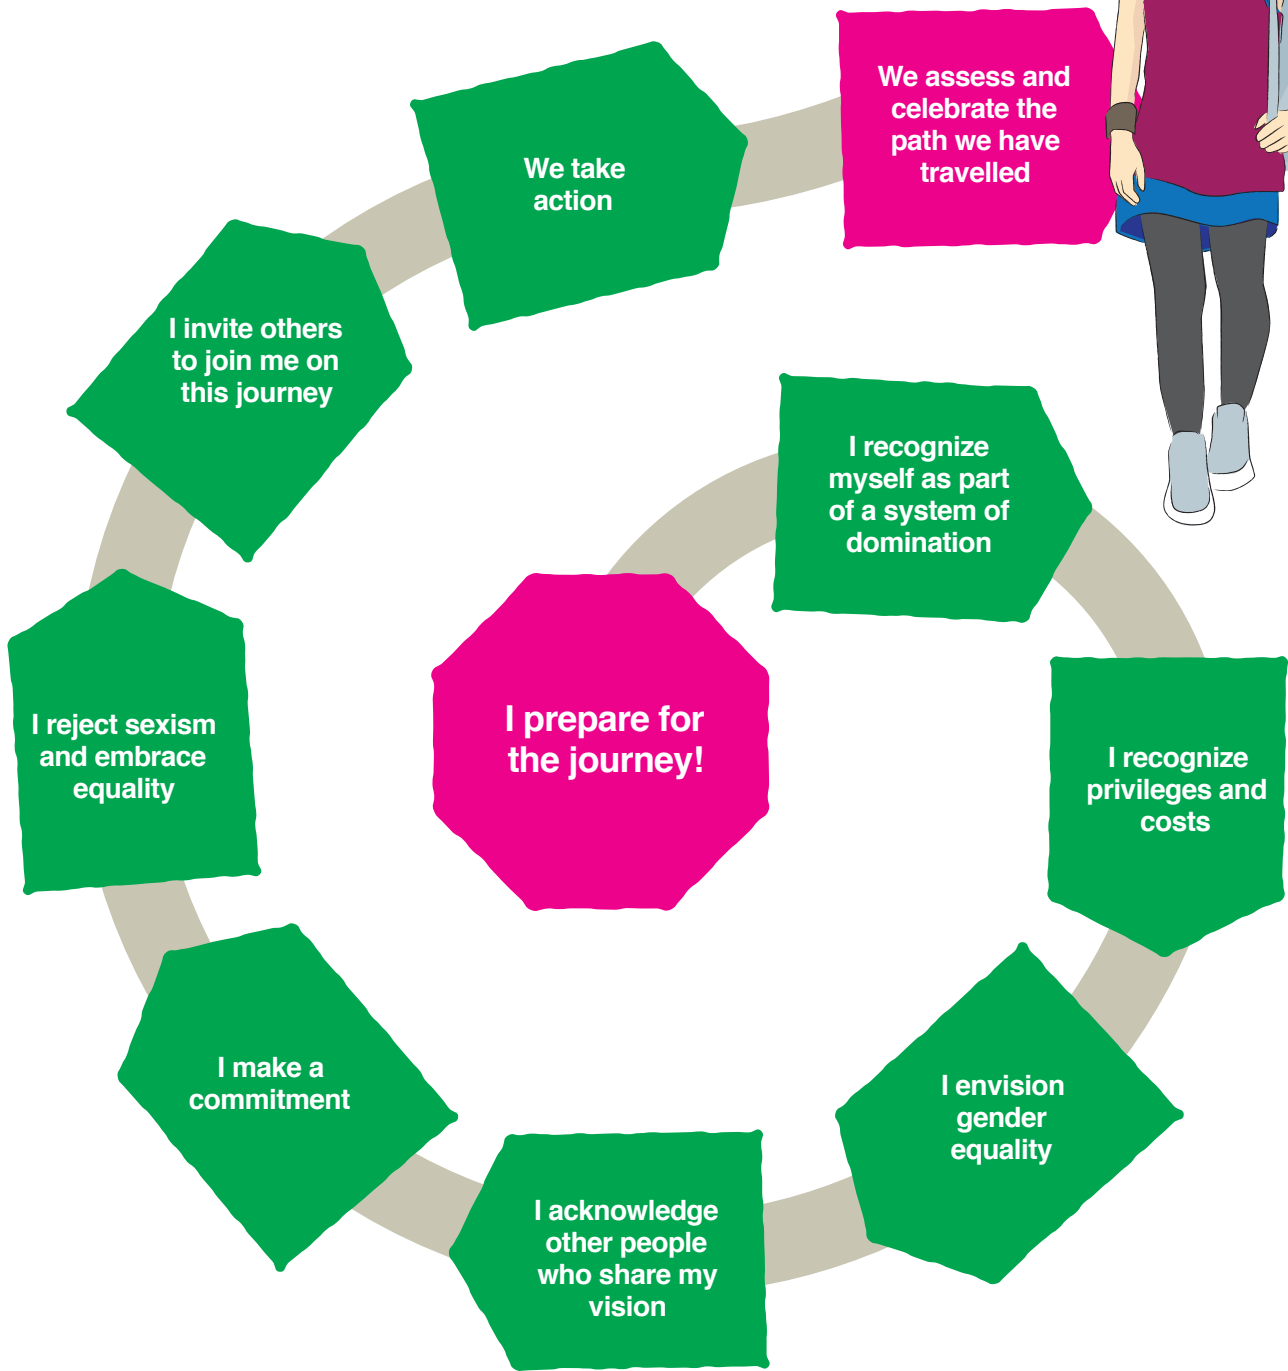 I prepare for
the journey!
I recognize
myself as part
of a system of
domination
I recognize
privileges and
costs
I envision
gender
equality
I acknowledge
other people
who share my
vision
I make a
commitment
I reject sexism
and embrace
equality
I invite others
to join me on
this journey
We take
action
We assess and
celebrate the
path we have
travelled